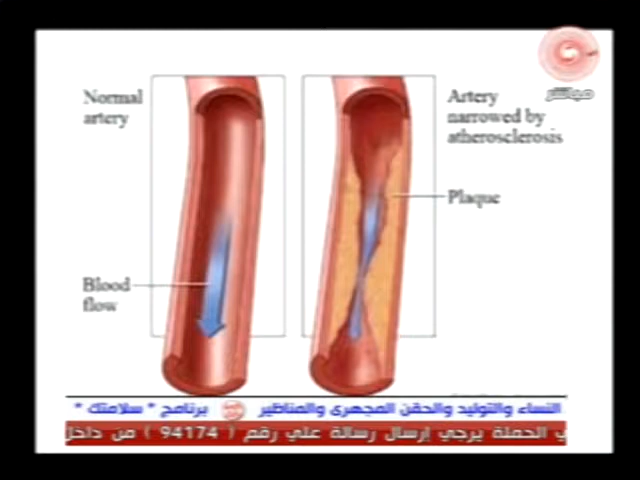 مباشر
Normal
artery
Artery
narrowed by
atherosclerosis
Plaque
Blood
flow
النساء والتوليد والحقن المجهرى والمناظير برنامج " سلامتك "
الحملة يرجي إرسال رسالة علي رقم ( 94174 ) من داخل